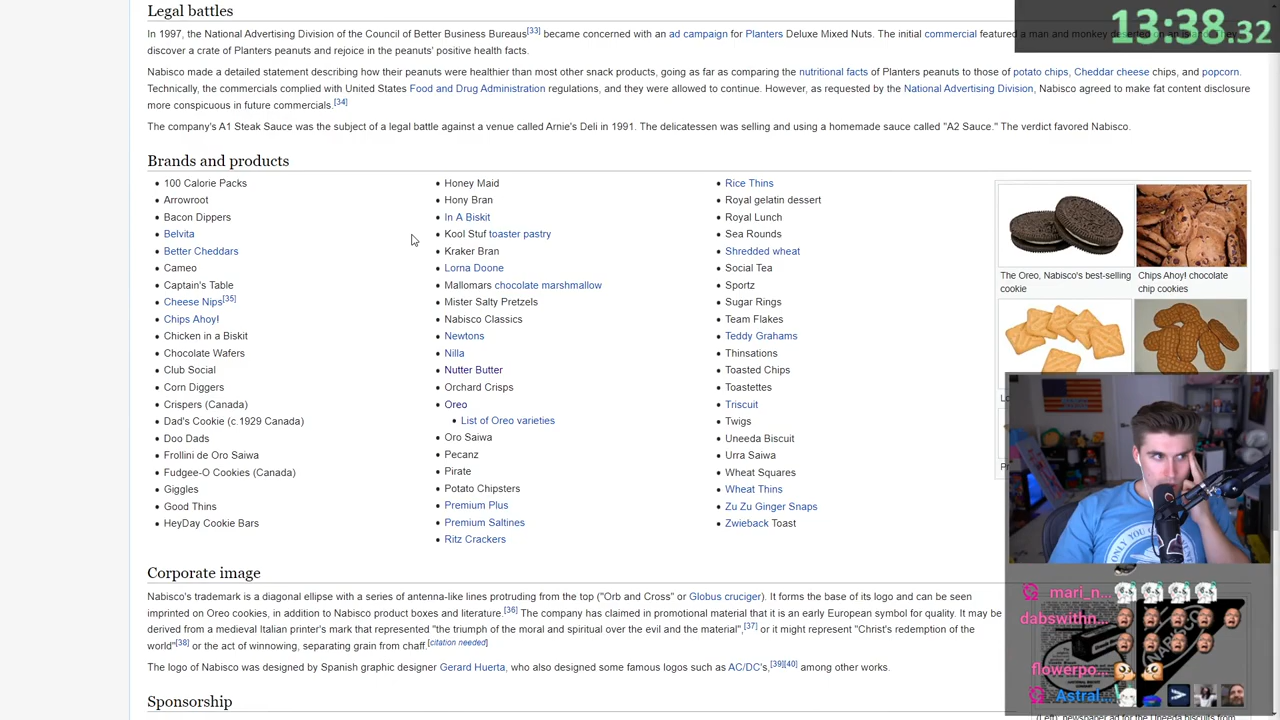 Legal battles
13:38.32
In 1997, the National Advertising Division of the Council of Better Business Bureaus[33] became concerned with an ad campaign for Planters Deluxe Mixed Nuts. The initial commercial featured a man and monkey deserted on an island. They
discover a crate of Planters peanuts and rejoice in the peanuts' positive health facts.
Nabisco made a detailed statement describing how their peanuts were healthier than most other snack products, going as far as comparing the nutritional facts of Planters peanuts to those of potato chips, Cheddar cheese chips, and popcorn.
Technically, the commercials complied with United States Food and Drug Administration regulations, and they were allowed to continue. However, as requested by the National Advertising Division, Nabisco agreed to make fat content disclosure
more conspicuous in future commercials.[34]
The company's A1 Steak Sauce was the subject of a legal battle against a venue called Arnie's Deli in 1991. The delicatessen was selling and using a homemade sauce called "A2 Sauce." The verdict favored Nabisco.
Brands and products
100 Calorie Packs
Arrowroot
Bacon Dippers
Belvita
Better Cheddars
Cameo
Captain's Table
Cheese Nips[35]
Chips Ahoy!
Chicken in a Biskit
Chocolate Wafers
Club Social
Corn Diggers
Crispers (Canada)
Dad's Cookie (c.1929 Canada)
Doo Dads
Frollini de Oro Saiwa
Fudgee-O Cookies (Canada)
Giggles
Good Thins
HeyDay Cookie Bars
Honey Maid
Hony Bran
In A Biskit
Kool Stuf toaster pastry
Kraker Bran
Lorna Doone
Mallomars chocolate marshmallow
Mister Salty Pretzels
Nabisco Classics
Newtons
Nilla
Nutter Butter
Orchard Crisps
Oreo
List of Oreo varieties
Oro Saiwa
Pecanz
Pirate
Potato Chipsters
Premium Plus
Premium Saltines
Ritz Crackers
Rice Thins
Royal gelatin dessert
Royal Lunch
Sea Rounds
Shredded wheat
Social Tea
Sportz
Sugar Rings
Team Flakes
Teddy Grahams
Thinsations
Toasted Chips
Toastettes
Triscuit
Twigs
Uneeda Biscuit
Urra Saiwa
Wheat Squares
Wheat Thins
Zu Zu Ginger Snaps
Zwieback Toast
The Oreo, Nabisco's best-selling
cookie
Chips Ahoy! chocolate
chip cookies
Corporate image
Nabisco's trademark is a diagonal ellipse with a series of antenna-like lines protruding from the top ("Orb and Cross" or Globus cruciger). It forms the base of its logo and can be seen
imprinted on Oreo cookies, in addition to Nabisco product boxes and literature.[36] The company has claimed in promotional material that it is an early European symbol for quality. It may be
derived from a medieval Italian printer's mark that represented "the triumph of the moral and spiritual over the evil and the material",[37] or it might represent "Christ's redemption of the
world"[38] or the act of winnowing, separating grain from chaff.[citation needed]
The logo of Nabisco was designed by Spanish graphic designer Gerard Huerta, who also designed some famous logos such as AC/DC's,[39][40] among other works.
Sponsorship
mari_n...
dabswithn...
flowerpo...
Astral...